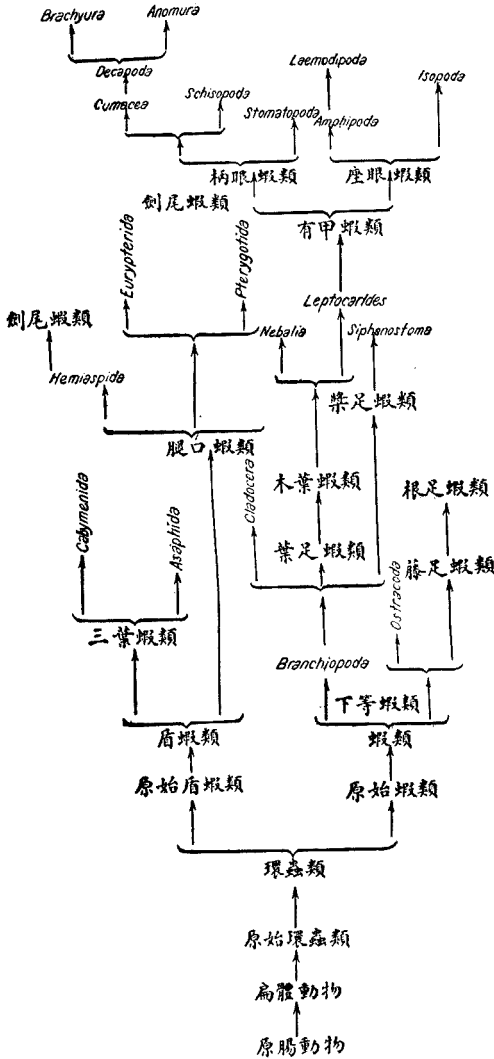 Brachyura
Anomura
Decapoda
Cumacea
Schisopoda
Laemodipoda
Isopoda
Stomatopoda
Amphipoda
柄眼蝦類
座眼蝦類
劍尾蝦類
有甲蝦類
Eurypterida
Pterygotida
Leptocarides
劍尾蝦類
Nebalia
Siphanostoma
Hemiaspida
槳足蝦類
腿口蝦類
Cladocera
木葉蝦類
根足蝦類
Calymenida
Asaphida
葉足蝦類
藤足蝦類
Ostracoda
三葉蝦類
Branchiopoda
下等蝦類
盾蝦類
蝦類
原始盾蝦類
原始蝦類
環蟲類
原始環蟲類
扁體動物
原腸動物